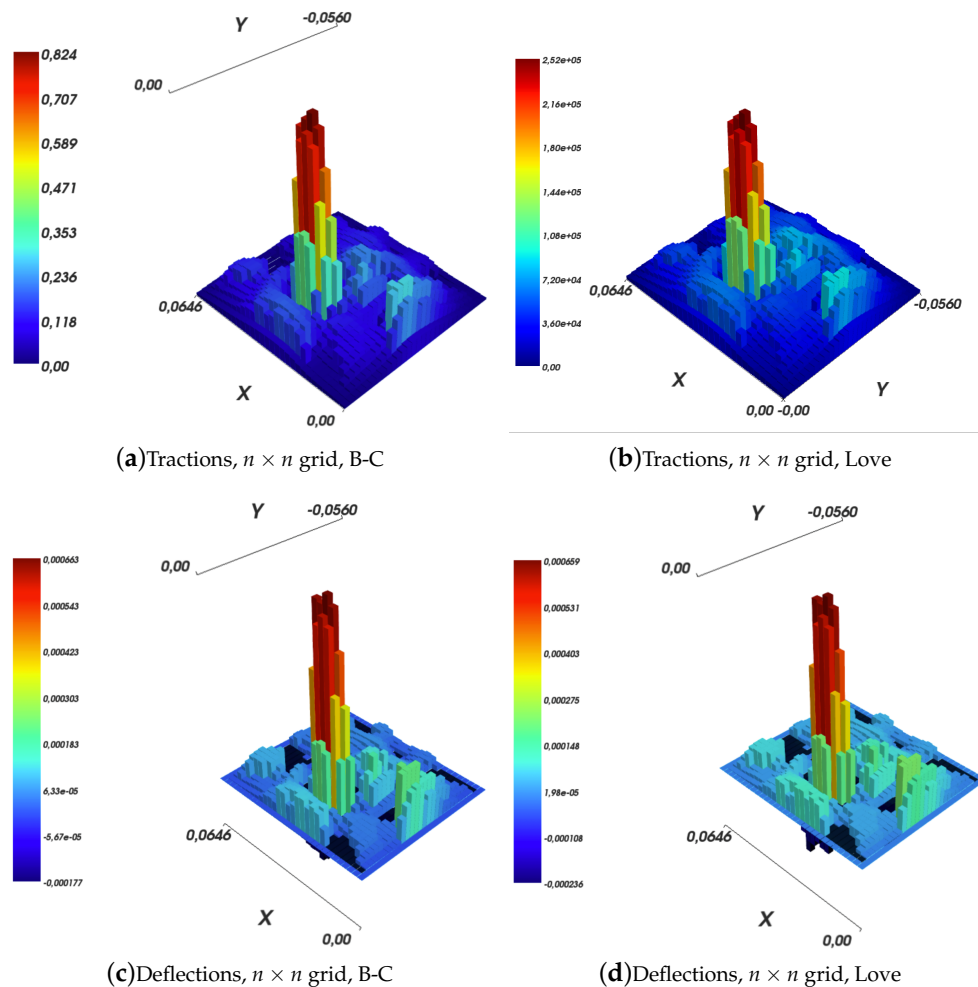 Y
-0,0560
0,00
0,824
0,707
0,589
0,471
0,353
0,236
0,118
0,00
0,0646
X
0,00
(a)Tractions, n × n grid, B-C
2,52e+05
2,16e+05
1,80e+05
1,44e+05
1,08e+05
7,20e+04
3,60e+04
0,00
0,0646
-0,0560
X
Y
0,00 -0,00
(b)Tractions, n × n grid, Love
Y
-0,0560
0,00
0,000663
0,000543
0,000423
0,000303
0,000183
6,33e-05
-5,67e-05
-0,000177
0,0646
X
0,00
(c)Deflections, n × n grid, B-C
Y
-0,0560
0,00
0,000659
0,000531
0,000403
0,000275
0,000148
1,98e-05
-0,000108
-0,000236
0,0646
X
0,00
(d)Deflections, n × n grid, Love